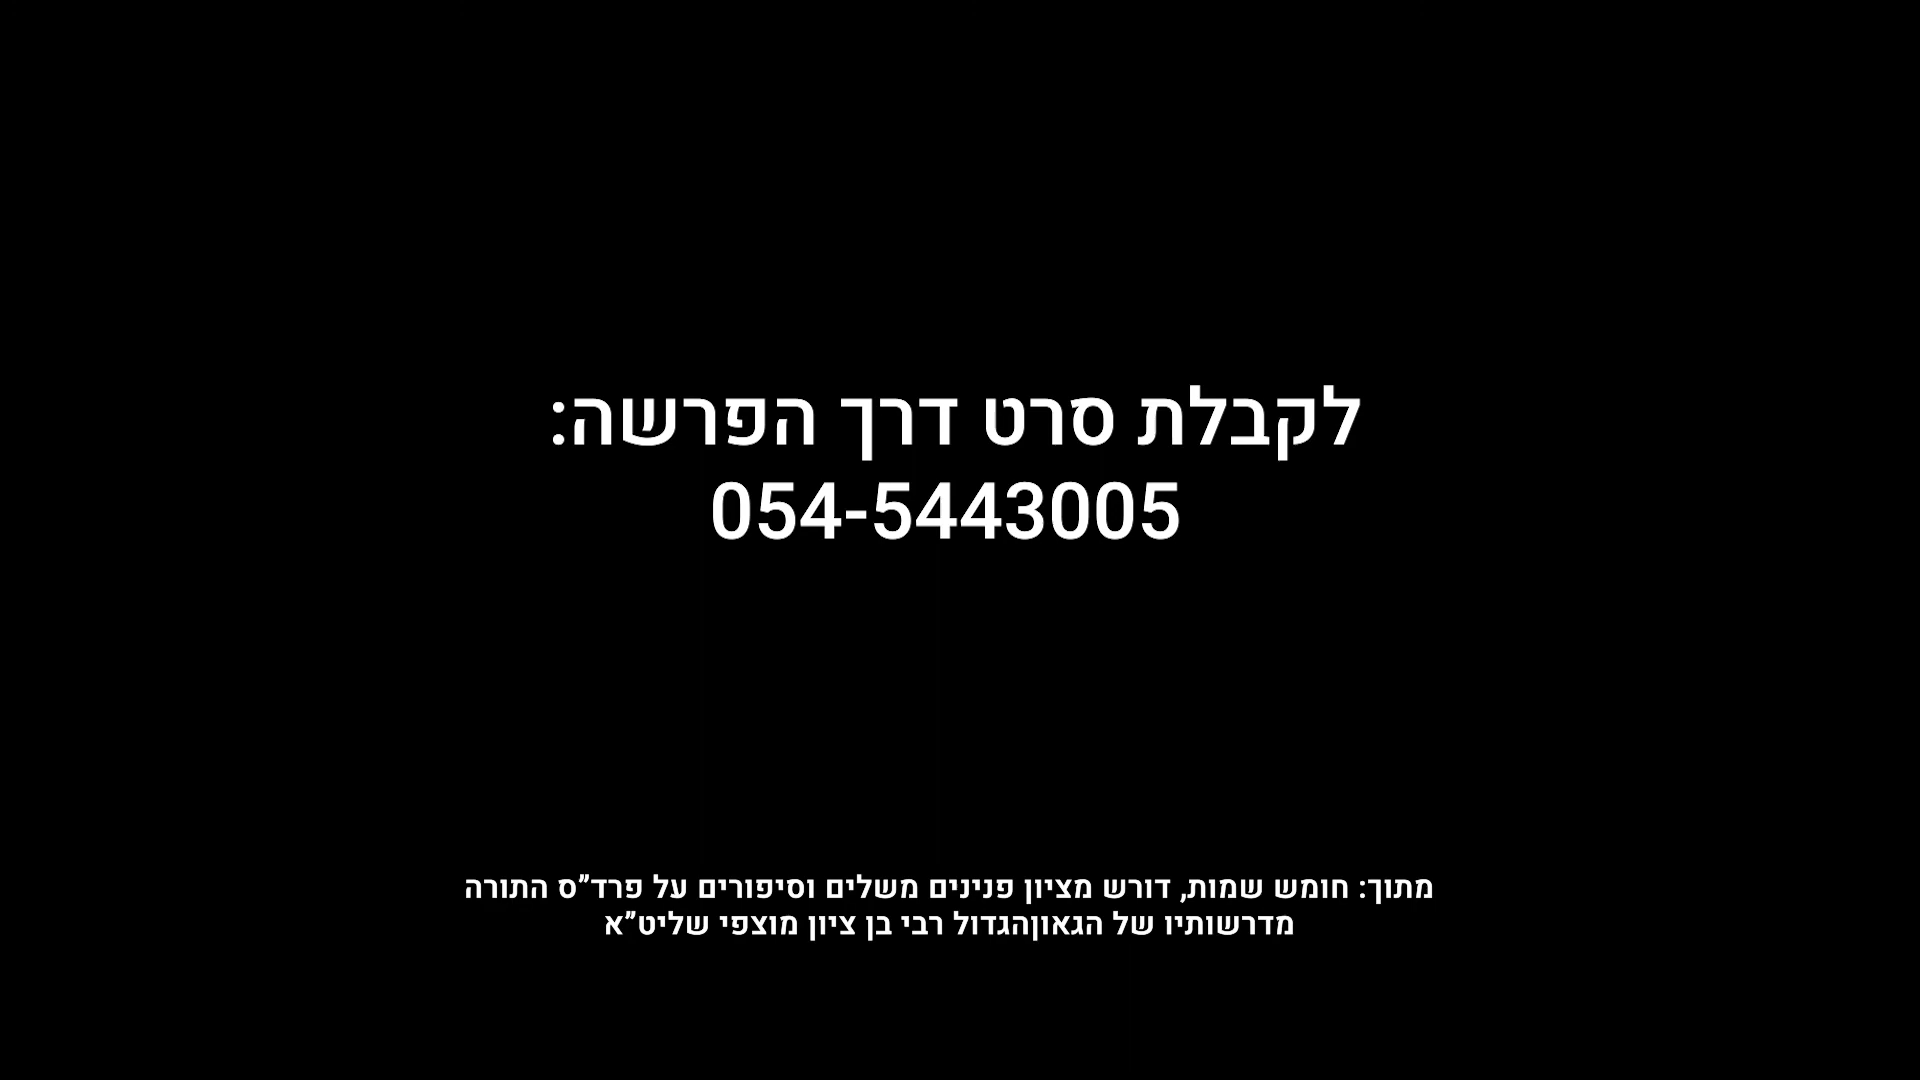 לקבלת סרט דרך הפרשה:
054-5443005
מתוך: חומש שמות, דורש מציון פנינים משלים וסיפורים על פרד”ס התורה
מדרשותיו של הגאוןהגדול רבי בן ציון מוצפי שליט”א